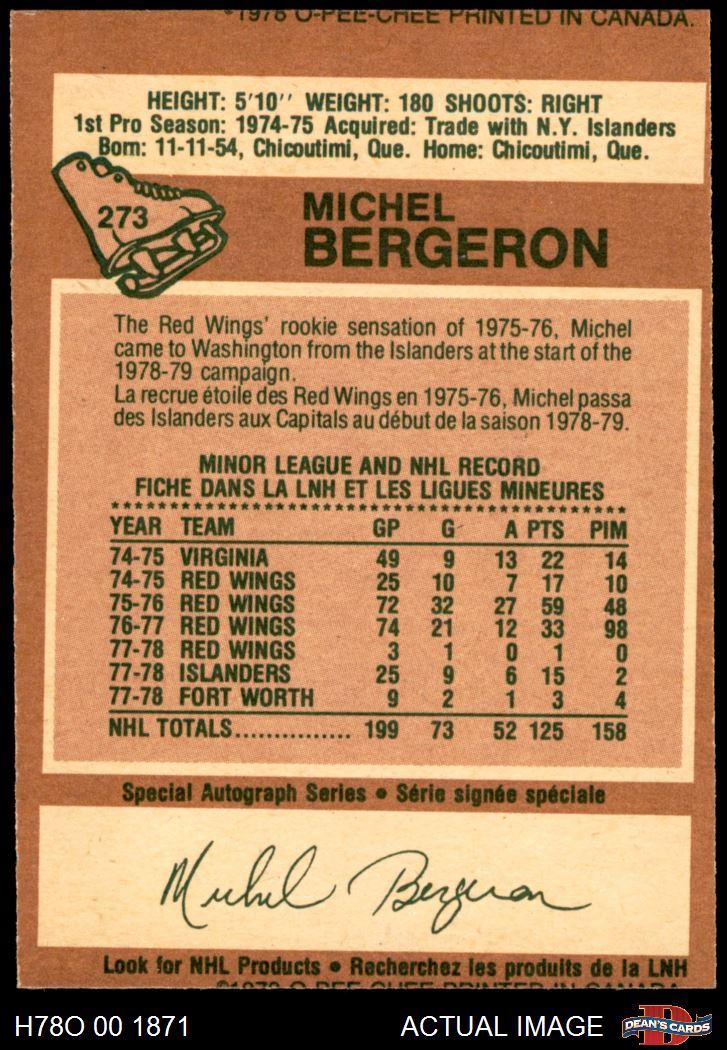 ©1978 O-PEE-CHEE PRINTED IN CANADA.
HEIGHT: 5'10'' WEIGHT: 180 SHOOTS: RIGHT
1st Pro Season: 1974-75 Acquired: Trade with N.Y. Islanders
Born: 11-11-54, Chicoutimi, Que. Home: Chicoutimi, Que.
273
MICHEL
BERGERON
The Red Wings' rookie sensation of 1975-76, Michel
came to Washington from the Islanders at the start of the
1978-79 campaign.
La recrue étoile des Red Wings en 1975-76, Michel passa
des Islanders aux Capitals au début de la saison 1978-79.
MINOR LEAGUE AND NHL RECORD
FICHE DANS LA LNH ET LES LIGUES MINEURES
YEAR TEAM GP G A PTS PIM
74-75 VIRGINIA 49 9 13 22 14
74-75 RED WINGS 25 10 7 17 10
75-76 RED WINGS 72 32 27 59 48
76-77 RED WINGS 74 21 12 33 98
77-78 RED WINGS 3 1 0 1 0
77-78 ISLANDERS 25 9 6 15 2
77-78 FORT WORTH 9 2 1 3 4
NHL TOTALS............... 199 73 52 125 158
Special Autograph Series • Série signée spéciale
Michel Bergeron
Look for NHL Products • Recherchez les produits de la LNH
©1978 O-PEE-CHEE PRINTED IN CANADA.
H78O 00 1871 ACTUAL IMAGE
D
DEAN'S CARDS